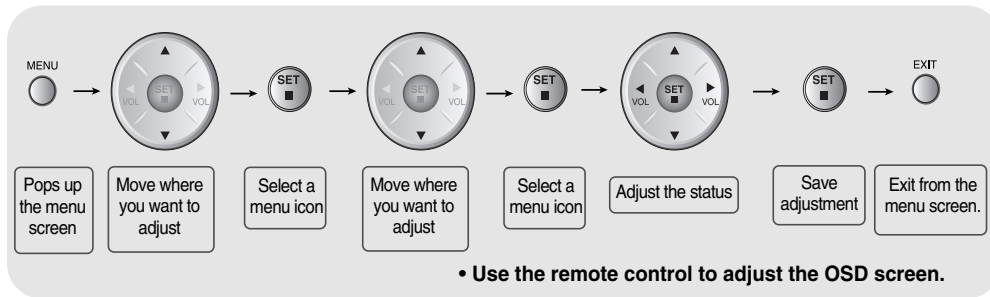 MENU
VOL
SET
VOL
SET
VOL
SET
VOL
SET
VOL
SET
VOL
SET
EXIT
Pops up
the menu
screen
Move where
you want to
adjust
Select a
menu icon
Move where
you want to
adjust
Select a
menu icon
Adjust the status
Save
adjustment
Exit from the
menu screen.
• Use the remote control to adjust the OSD screen.